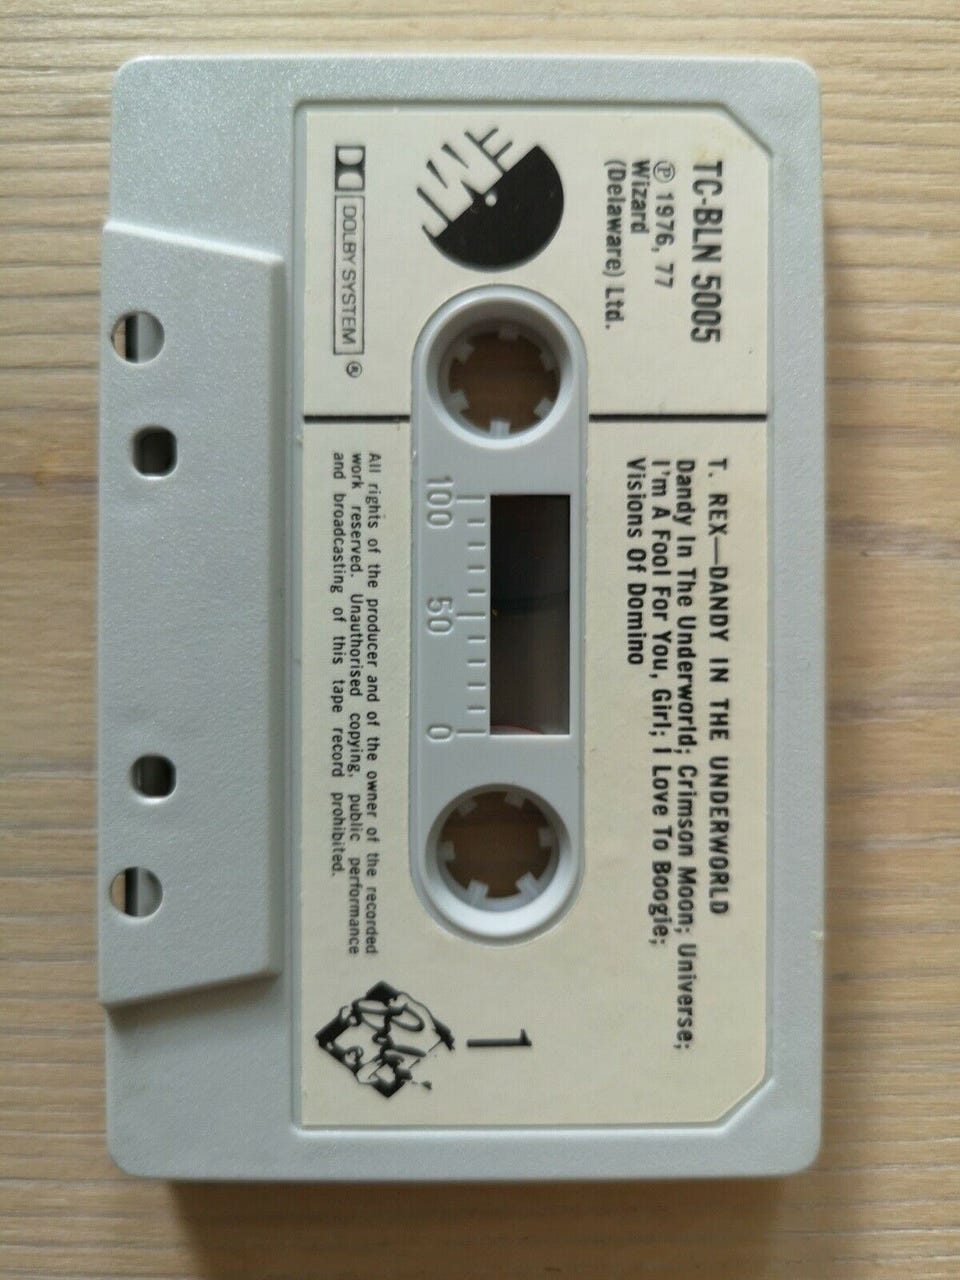 TC-BLN 5005
Ⓟ 1976, 77
Wizard
(Delaware) Ltd.
T. REX—DANDY IN THE UNDERWORLD
Dandy In The Underworld; Crimson Moon; Universe;
I'm A Fool For You, Girl; I Love To Boogie;
Visions Of Domino
EMI
1
100 50 0
DOLBY SYSTEM ®
All rights of the producer and of the owner of the recorded
work reserved. Unauthorised copying, public performance
and broadcasting of this tape record prohibited.
Bolan